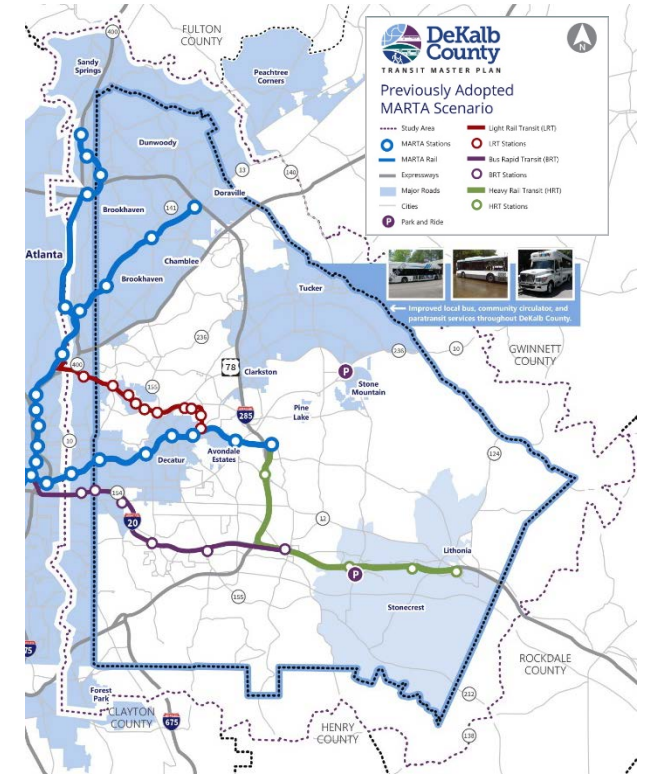 DeKalb
County
TRANSIT MASTER PLAN
N
Previously Adopted
MARTA Scenario
Study Area
MARTA Stations
MARTA Rail
Expressways
Major Roads
Cities
P Park and Ride
Light Rail Transit (LRT)
LRT Stations
Bus Rapid Transit (BRT)
BRT Stations
Heavy Rail Transit (HRT)
HRT Stations
FULTON
COUNTY
400
Sandy
Springs
Peachtree
Corners
Dunwoody
13
140
Doraville
Brookhaven
141
Atlanta
Chamblee
Brookhaven
Tucker
Improved local bus, community circulator, and
paratransit services throughout DeKalb County.
236
236
10
GWINNETT
COUNTY
400
78
Clarkston
P
Stone
Mountain
155
285
Pine
Lake
10
Decatur
Avondale
Estates
124
154
20
12
Lithonia
P
155
Stonecrest
75
ROCKDALE
COUNTY
Forest
Park
CLAYTON
COUNTY
675
HENRY
COUNTY
212
138